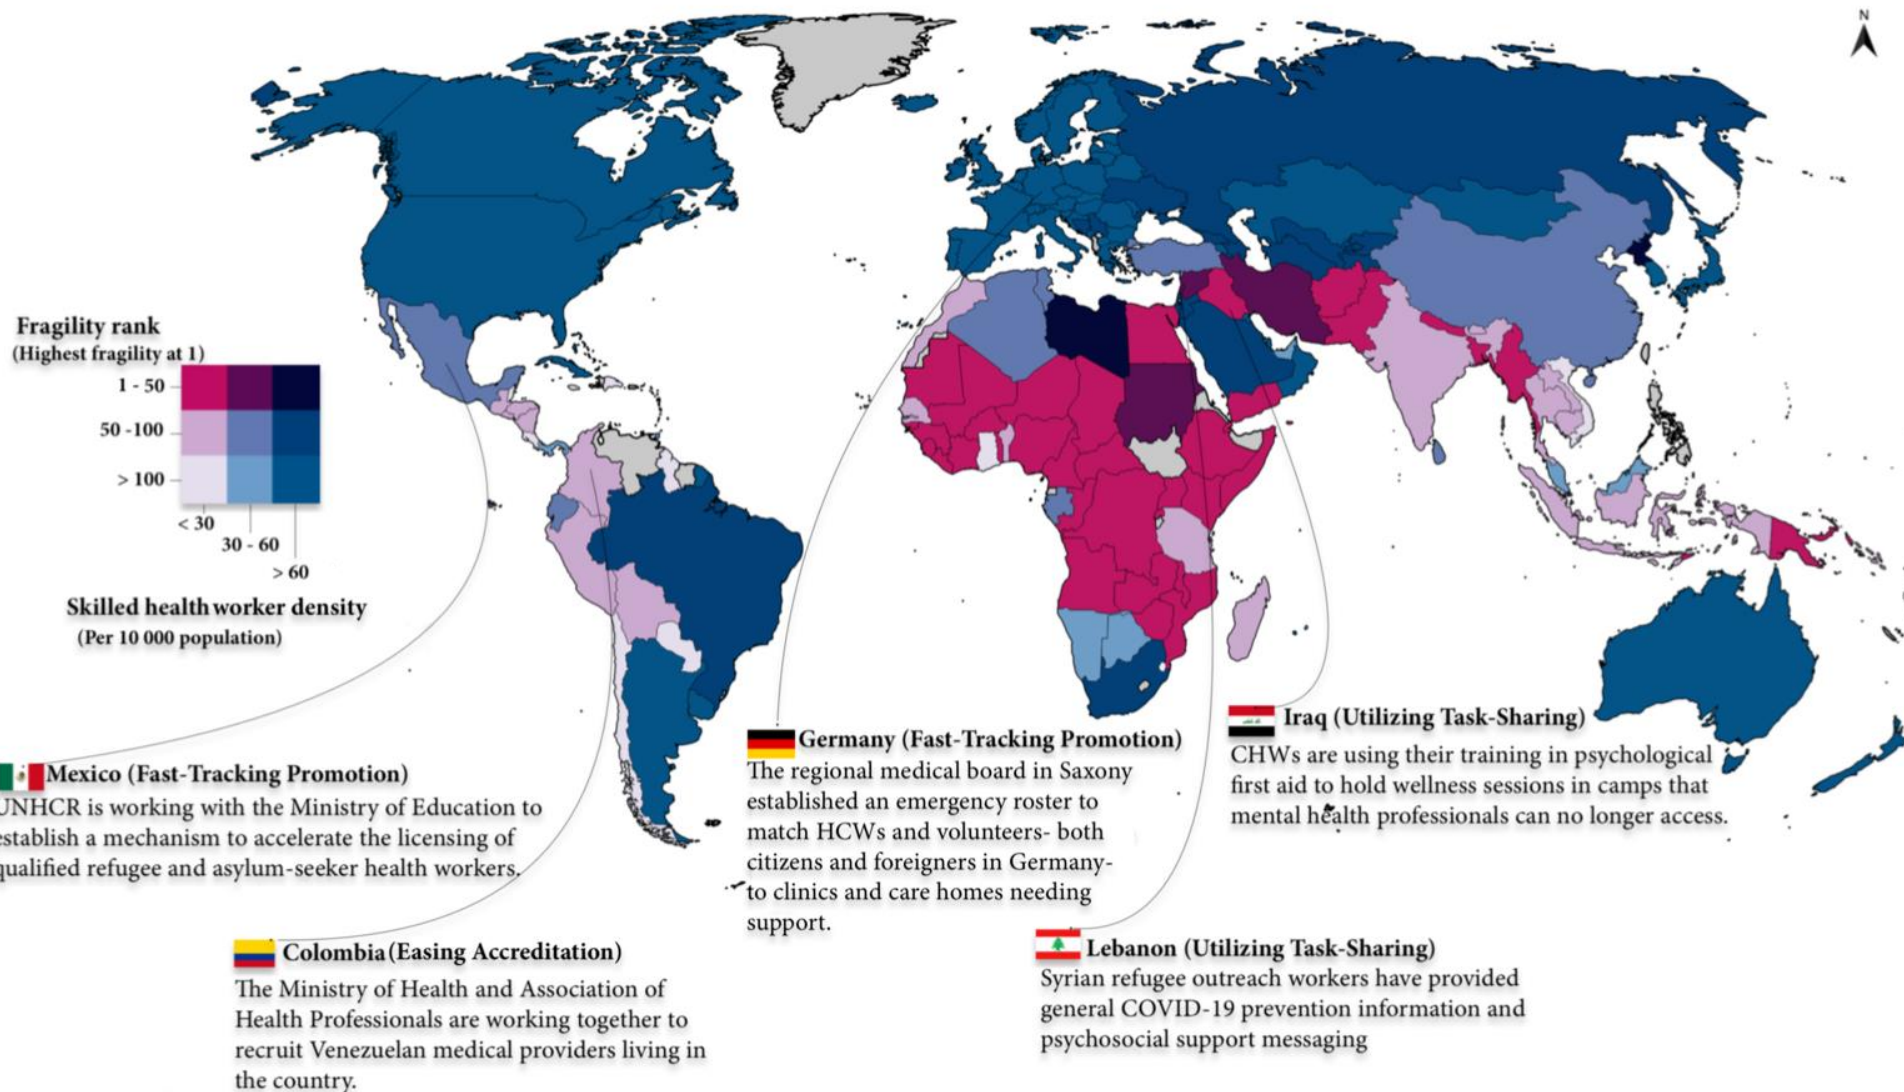 N
Fragility rank
(Highest fragility at 1)
1 - 50
50 -100
> 100
< 30
30 - 60
> 60
Skilled health worker density
(Per 10 000 population)
Mexico (Fast-Tracking Promotion)
UNHCR is working with the Ministry of Education to
establish a mechanism to accelerate the licensing of
qualified refugee and asylum-seeker health workers.
Colombia (Easing Accreditation)
The Ministry of Health and Association of
Health Professionals are working together to
recruit Venezuelan medical providers living in
the country.
Germany (Fast-Tracking Promotion)
The regional medical board in Saxony
established an emergency roster to
match HCWs and volunteers- both
citizens and foreigners in Germany-
to clinics and care homes needing
support.
Iraq (Utilizing Task-Sharing)
CHWs are using their training in psychological
first aid to hold wellness sessions in camps that
mental health professionals can no longer access.
Lebanon (Utilizing Task-Sharing)
Syrian refugee outreach workers have provided
general COVID-19 prevention information and
psychosocial support messaging